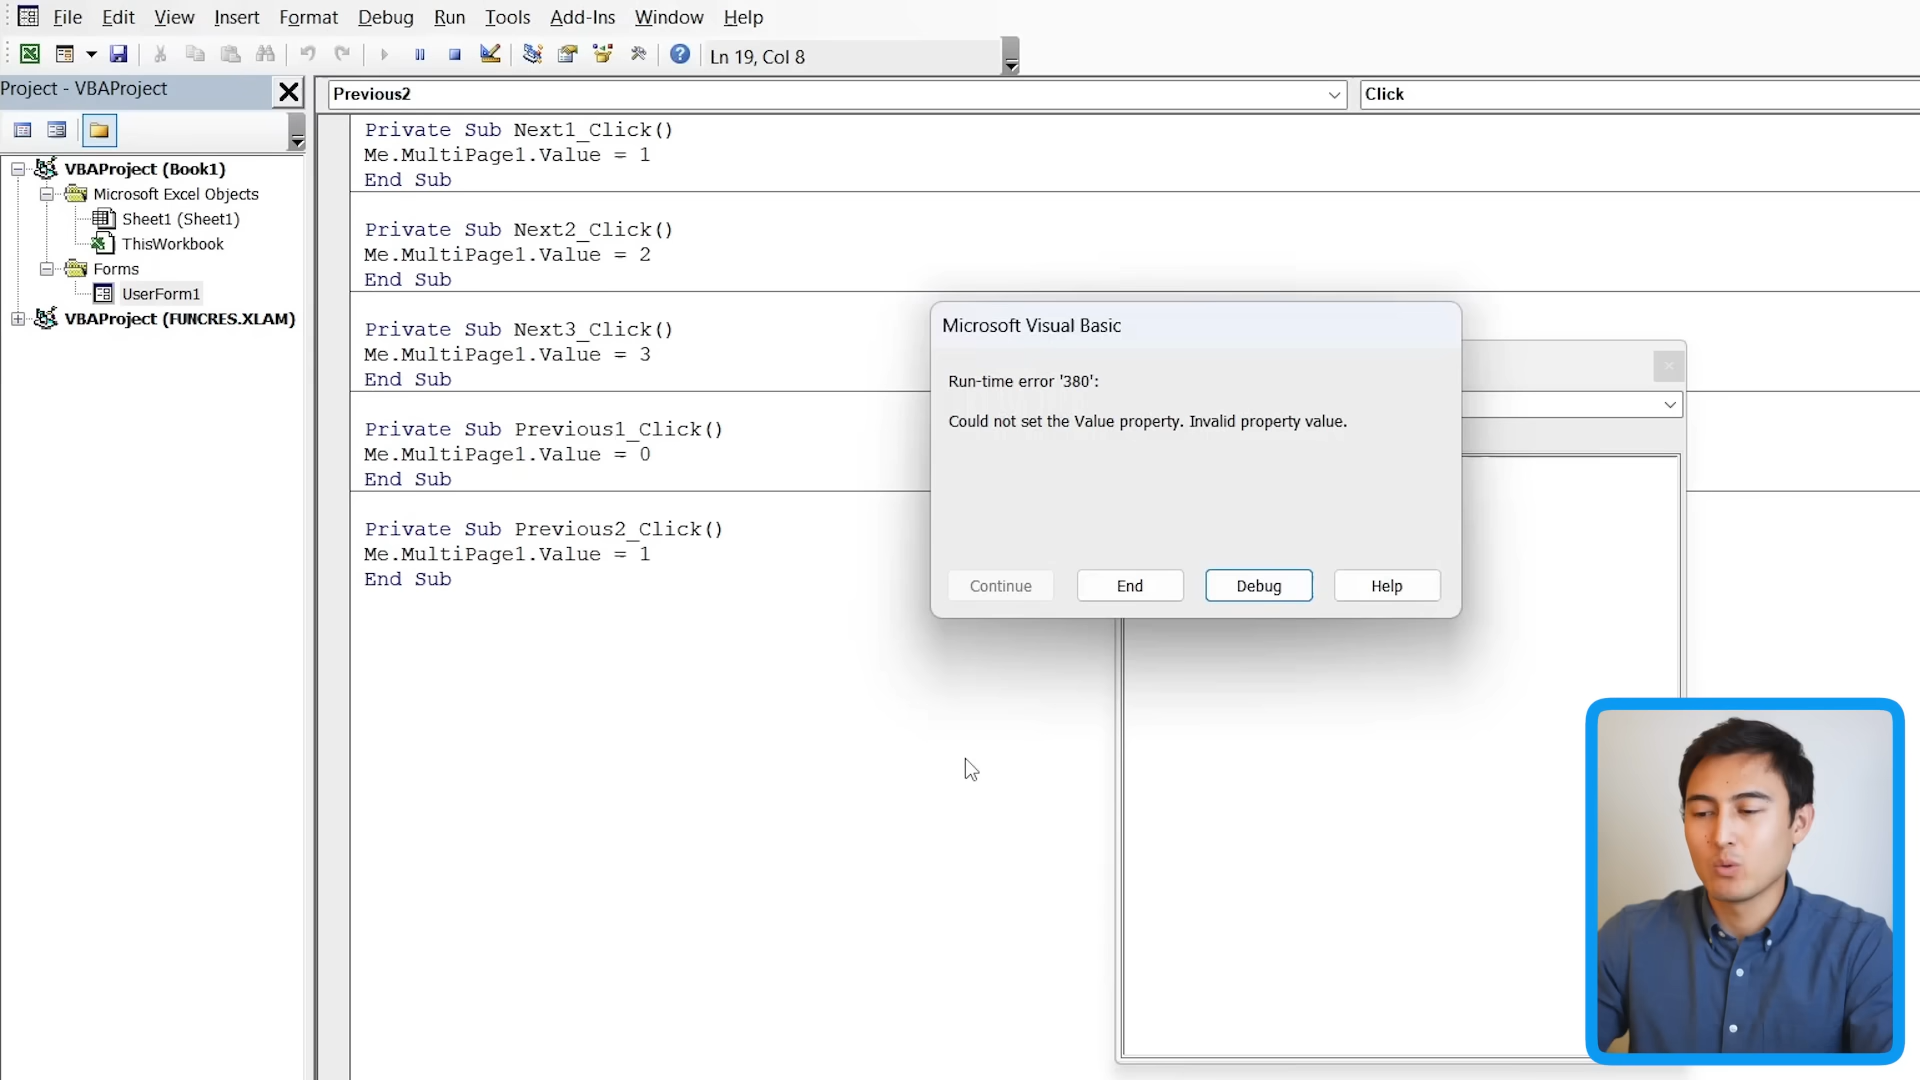 File Edit View Insert Format Debug Run Tools Add-Ins Window Help
Ln 19, Col 8
Project - VBAProject
VBAProject (Book1)
Microsoft Excel Objects
Sheet1 (Sheet1)
ThisWorkbook
Forms
UserForm1
VBAProject (FUNCRES.XLAM)
Previous2 Click
Private Sub Next1_Click()
Me.MultiPage1.Value = 1
End Sub
Private Sub Next2_Click()
Me.MultiPage1.Value = 2
End Sub
Private Sub Next3_Click()
Me.MultiPage1.Value = 3
End Sub
Private Sub Previous1_Click()
Me.MultiPage1.Value = 0
End Sub
Private Sub Previous2_Click()
Me.MultiPage1.Value = 1
End Sub
Microsoft Visual Basic
Run-time error '380':
Could not set the Value property. Invalid property value.
Continue End Debug Help